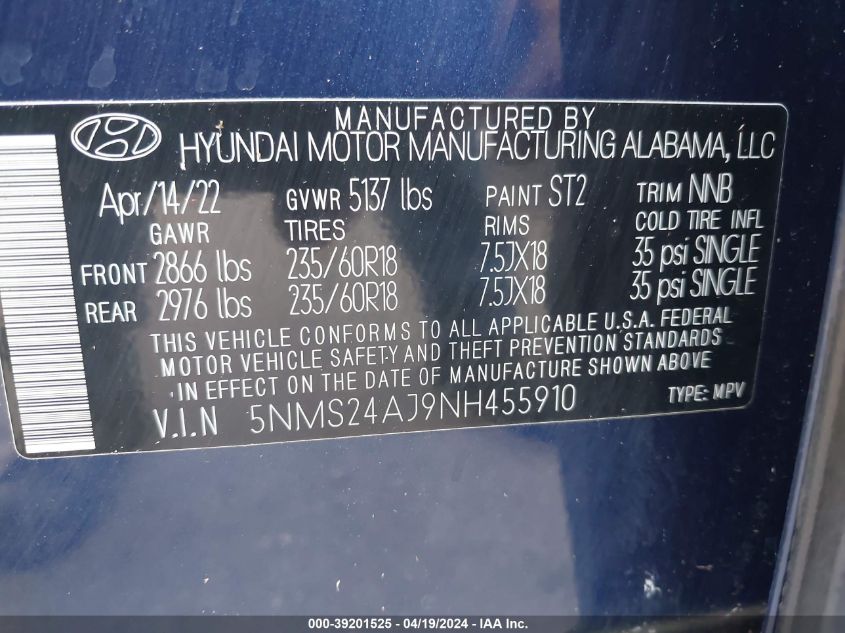 MANUFACTURED BY
HYUNDAI MOTOR MANUFACTURING ALABAMA, LLC
Apr/14/22 GVWR 5137 lbs PAINT ST2 TRIM NNB
GAWR TIRES RIMS COLD TIRE INFL
FRONT 2866 lbs 235/60R18 7.5JX18 35 psi SINGLE
REAR 2976 lbs 235/60R18 7.5JX18 35 psi SINGLE
THIS VEHICLE CONFORMS TO ALL APPLICABLE U.S.A. FEDERAL
MOTOR VEHICLE SAFETY AND THEFT PREVENTION STANDARDS
IN EFFECT ON THE DATE OF MANUFACTURE SHOWN ABOVE
V.I.N 5NMS24AJ9NH455910 TYPE: MPV
000-39201525 - 04/19/2024 - IAA Inc.